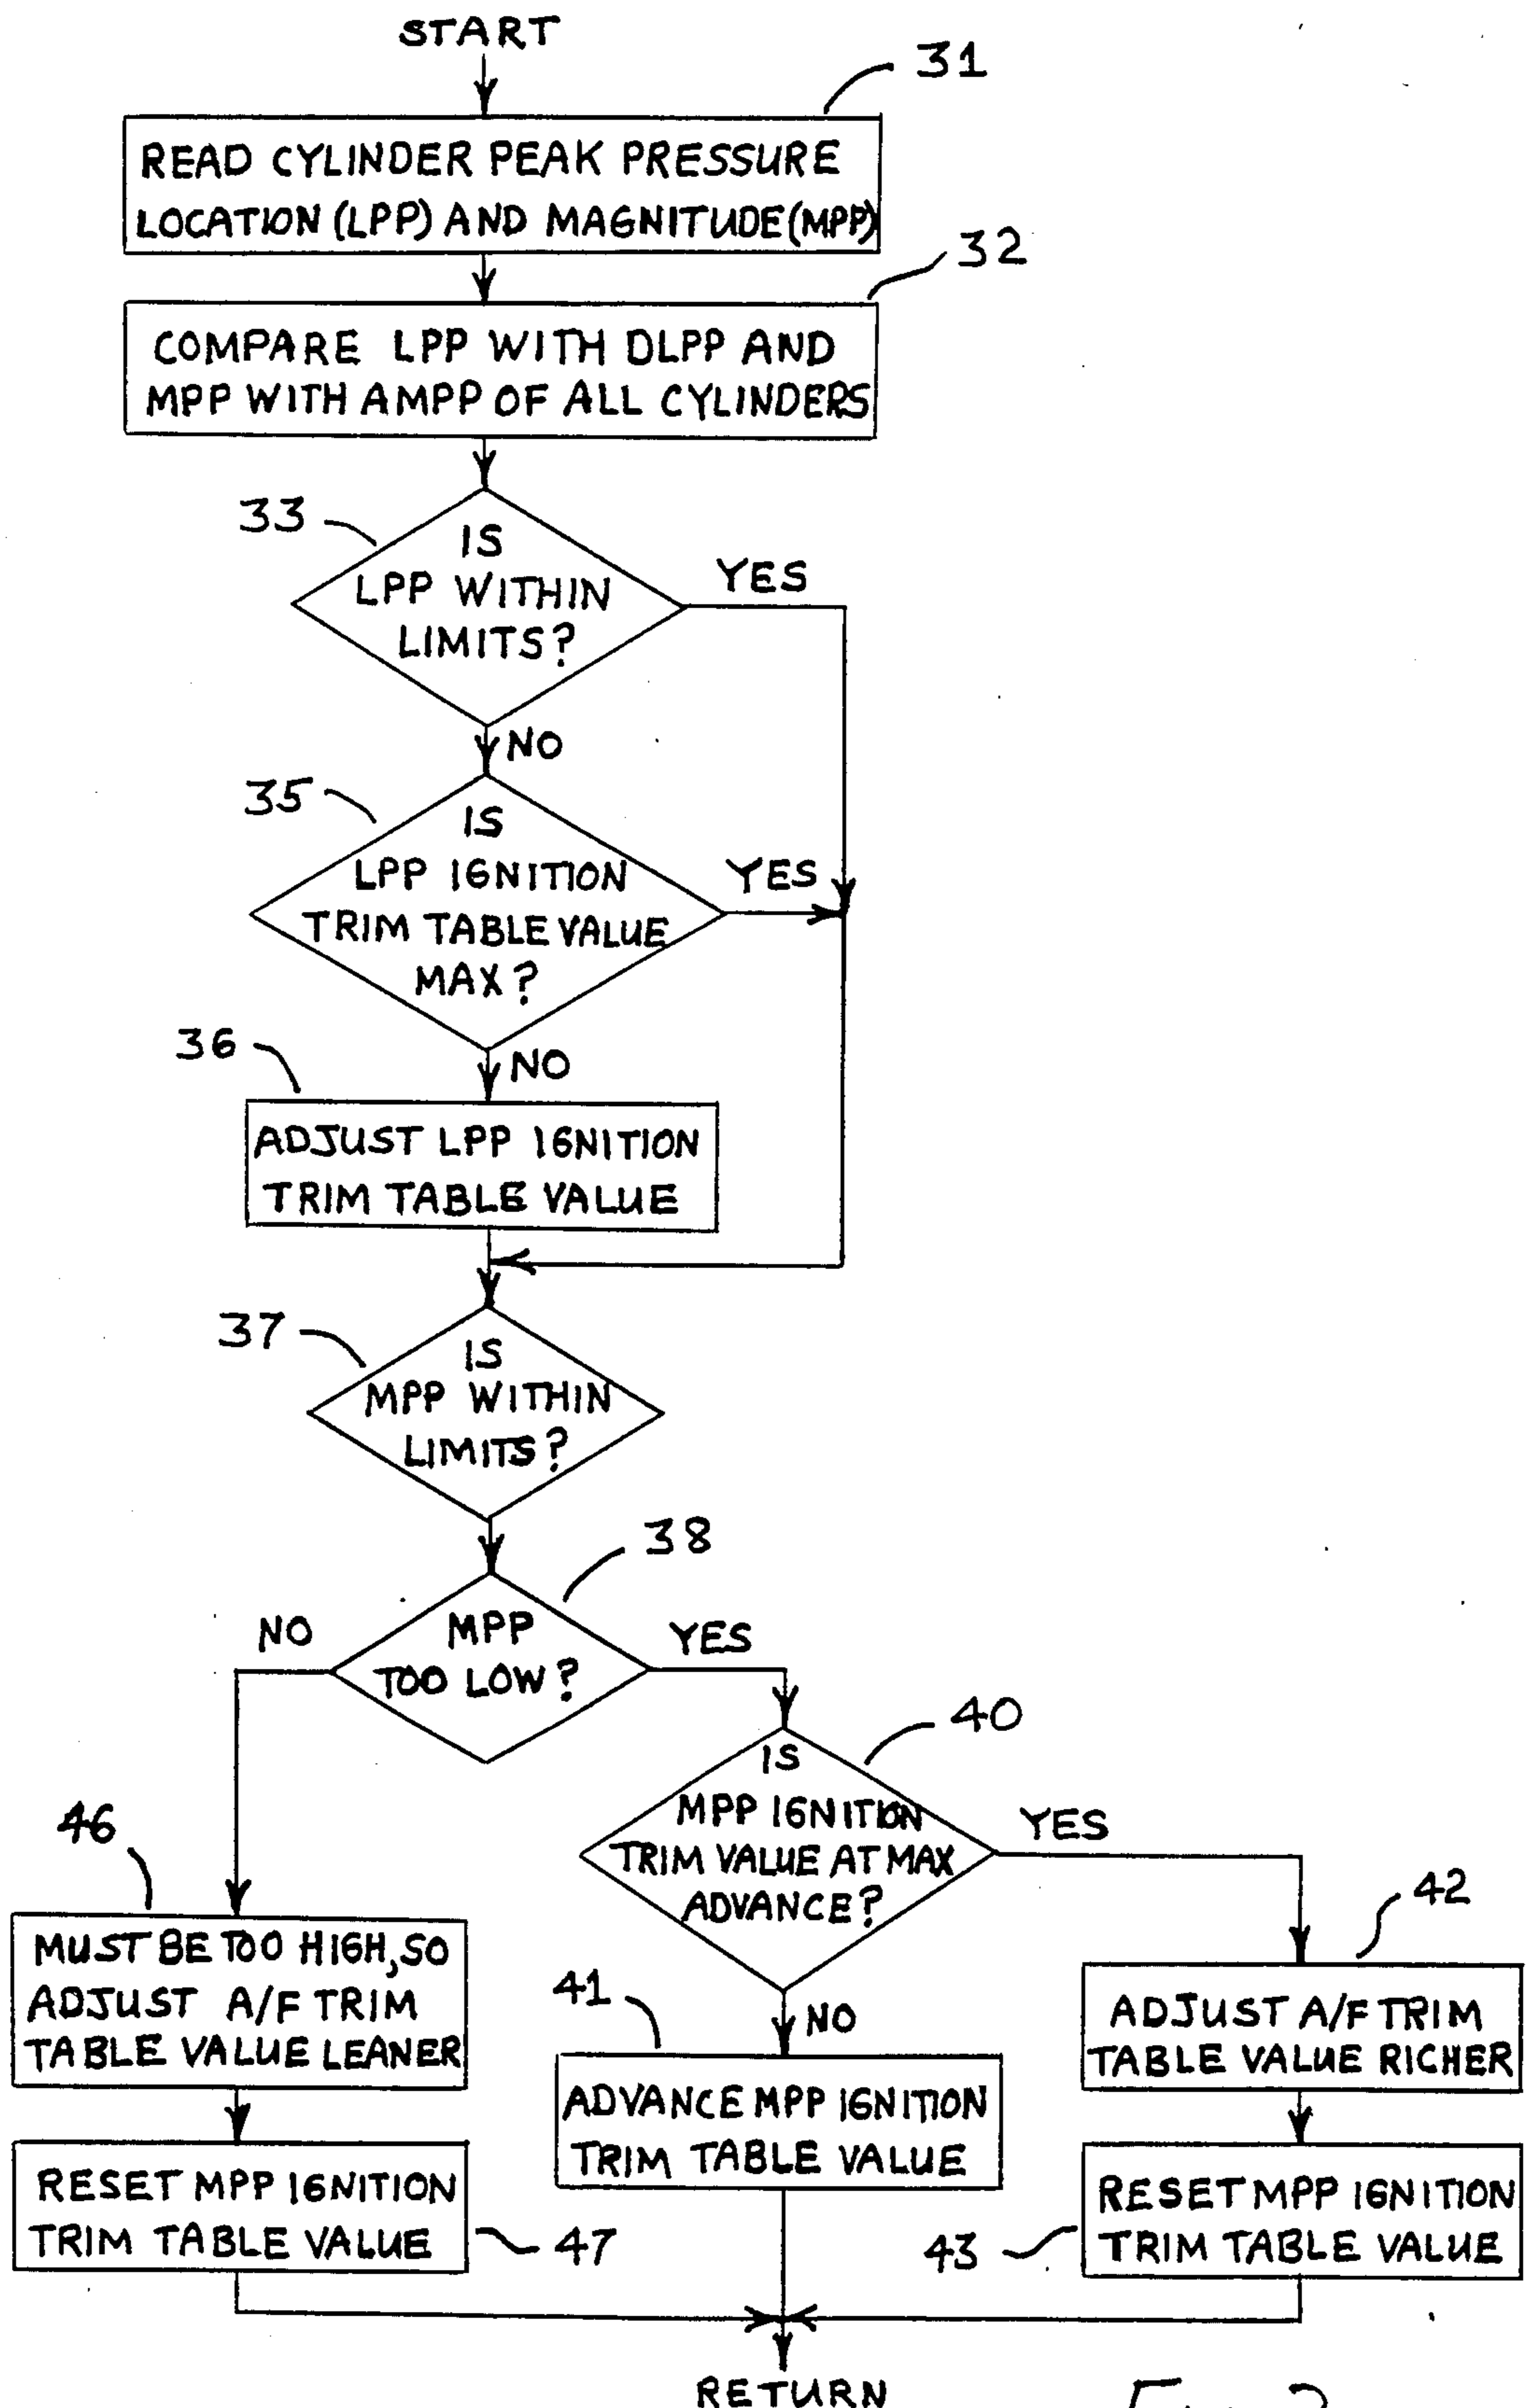 START
31
READ CYLINDER PEAK PRESSURE
LOCATION (LPP) AND MAGNITUDE (MPP)
32
COMPARE LPP WITH DLPP AND
MPP WITH AMPP OF ALL CYLINDERS
33
IS
LPP WITHIN
LIMITS?
YES
NO
35
IS
LPP IGNITION
TRIM TABLE VALUE
MAX?
YES
36
NO
ADJUST LPP IGNITION
TRIM TABLE VALUE
37
IS
MPP WITHIN
LIMITS?
38
NO
MPP
TOO LOW?
YES
40
IS
MPP IGNITION
TRIM VALUE AT MAX
ADVANCE?
YES
46
42
MUST BE TOO HIGH, SO
ADJUST A/F TRIM
TABLE VALUE LEANER
41
NO
ADJUST A/F TRIM
TABLE VALUE RICHER
ADVANCE MPP IGNITION
TRIM TABLE VALUE
RESET MPP IGNITION
TRIM TABLE VALUE
47
43
RESET MPP IGNITION
TRIM TABLE VALUE
RETURN